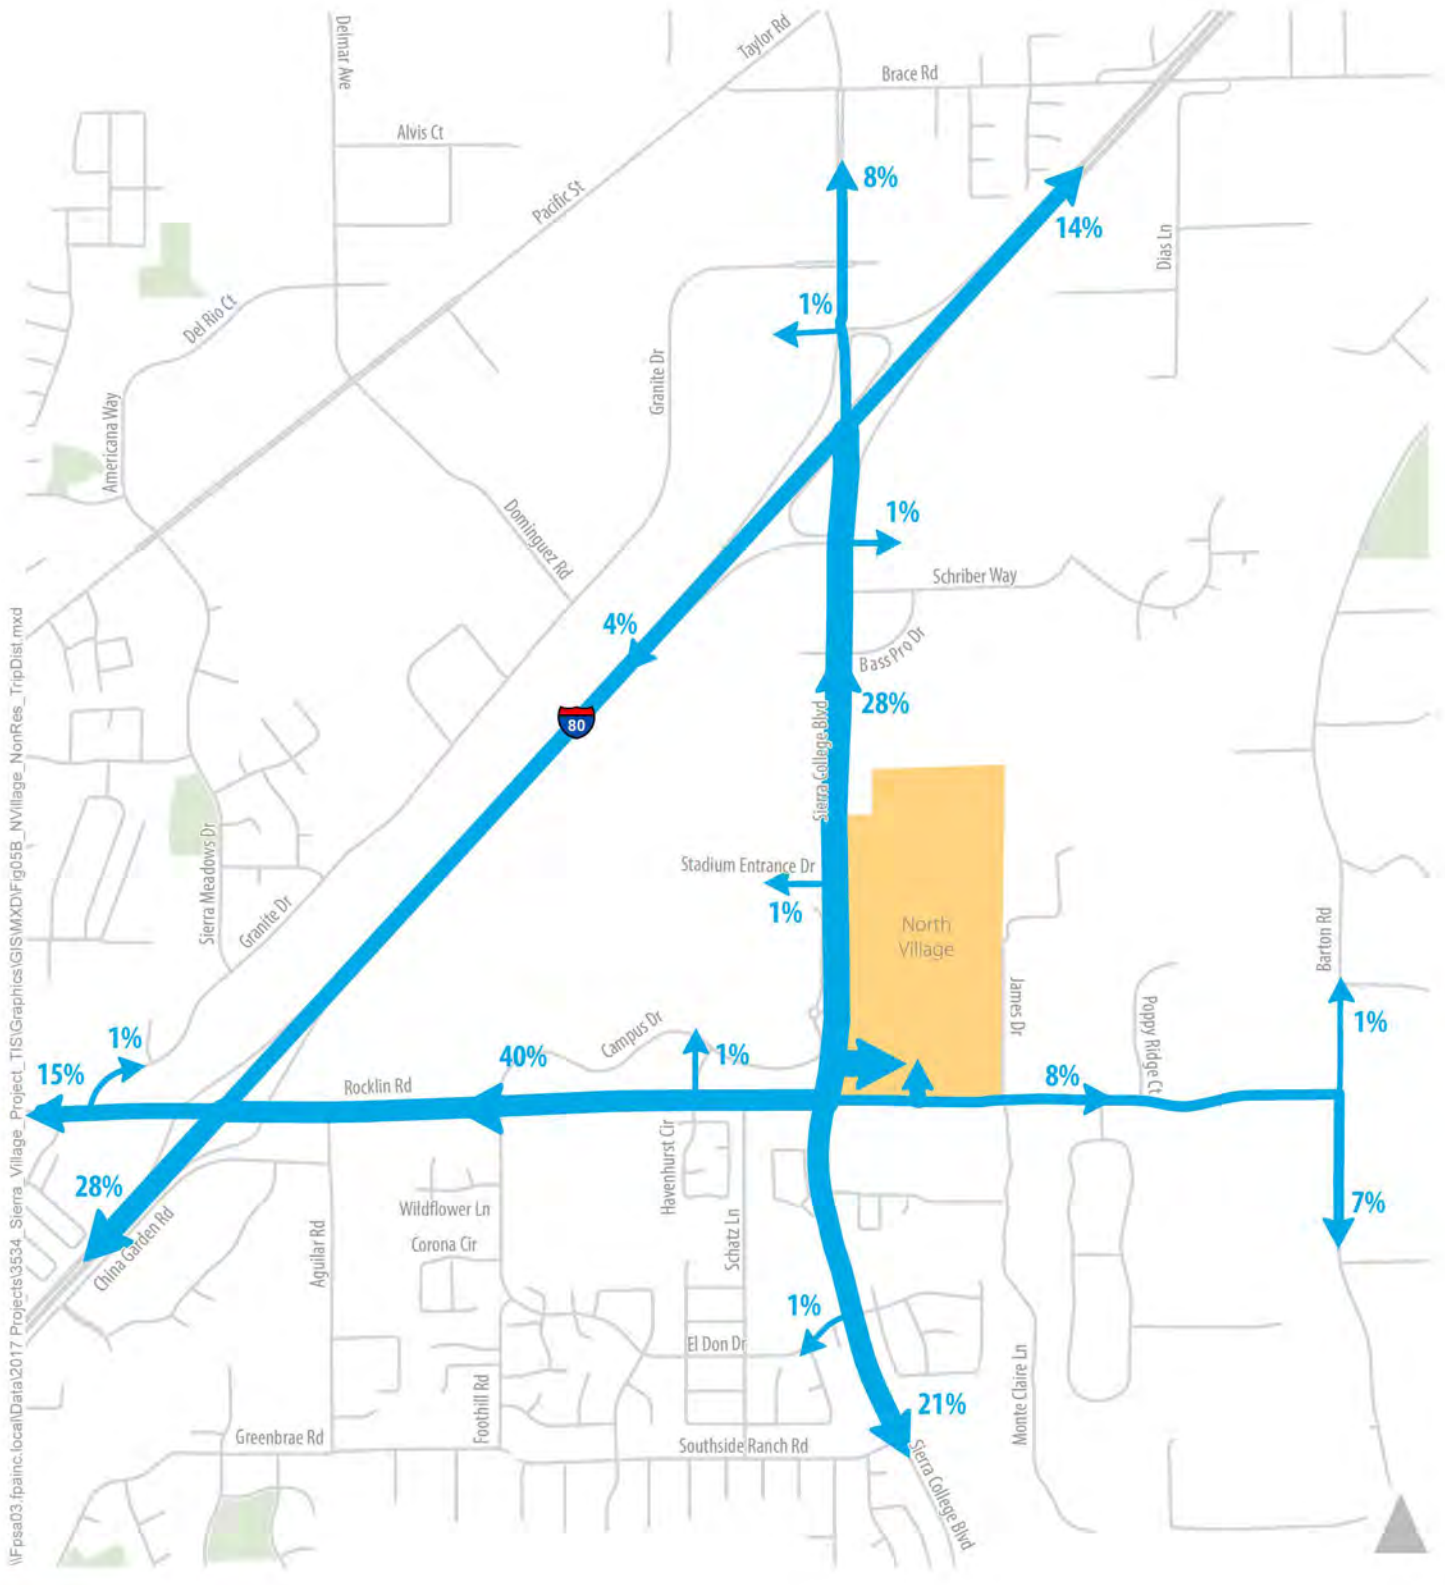 Delmar Ave
Taylor Rd
Brace Rd
Alvis Ct
Pacific St
8%
14%
Dias Ln
Del Rio Ct
1%
Granite Dr
Americana Way
Dominguez Rd
1%
Schriber Way
4%
Bass Pro Dr
28%
80
Sierra College Blvd
Stadium Entrance Dr
1%
North
Village
Sierra Meadows Dr
Granite Dr
Barton Rd
James Dr
Poppy Ridge Ct
1%
Campus Dr
1%
1%
40%
15%
Rocklin Rd
8%
28%
China Garden Rd
Havenhurst Cir
7%
Wildflower Ln
Corona Cir
Aguilar Rd
Schatz Ln
1%
El Don Dr
Foothill Rd
Monte Claire Ln
21%
Greenbrae Rd
Southside Ranch Rd
Sierra College Blvd
\\Fpsa03.fpainc.local\Data\2017 Projects\3534_Sierra_Village_Project_TIS\Graphics\GIS\MXD\Fig05B_NVillage_NonRes_TripDist.mxd